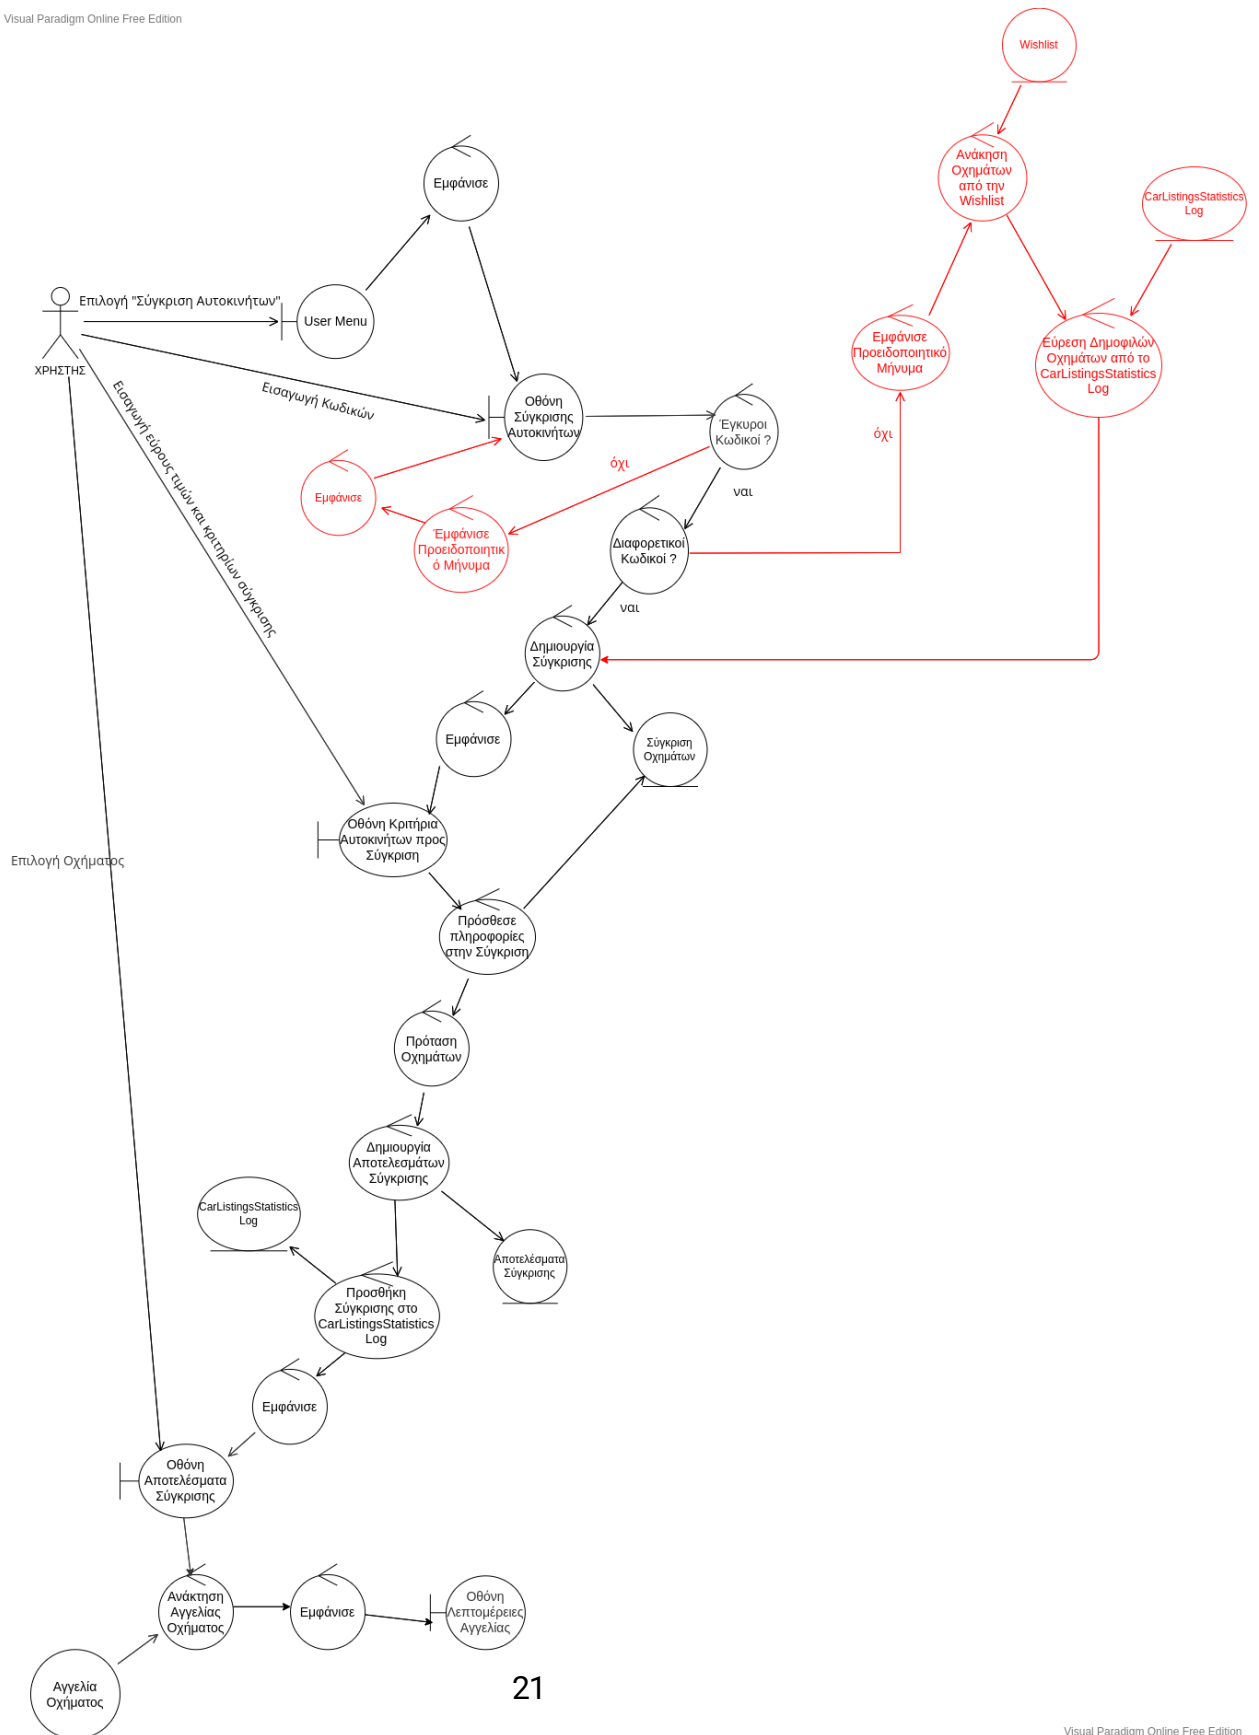 Visual Paradigm Online Free Edition
Wishlist
Ανάκηση
Οχημάτων
από την
Wishlist
CarListingsStatistics
Log
Εμφάνισε
Επιλογή "Σύγκριση Αυτοκινήτων"
User Menu
ΧΡΗΣΤΗΣ
Εμφάνισε
Προειδοποιητικό
Μήνυμα
Εύρεση Δημοφιλών
Οχημάτων από το
CarListingsStatistics
Log
Εισαγωγή Κωδικών
Οθόνη
Σύγκρισης
Αυτοκινήτων
Έγκυροι
Κωδικοί ?
όχι
όχι
ναι
Εισαγωγή εύρους τιμών και κριτηρίων σύγκρισης
Εμφάνισε
Έμφάνισε
Προειδοποιητικ
ό Μήνυμα
Διαφορετικοί
Κωδικοί ?
ναι
Δημιουργία
Σύγκρισης
Εμφάνισε
Σύγκριση
Οχημάτων
Οθόνη Κριτήρια
Αυτοκινήτων προς
Σύγκριση
Επιλογή Οχήματος
Πρόσθεσε
πληροφορίες
στην Σύγκριση
Πρόταση
Οχημάτων
Δημιουργία
Αποτελεσμάτων
Σύγκρισης
CarListingsStatistics
Log
Αποτελέσματα
Σύγκρισης
Προσθήκη
Σύγκρισης στο
CarListingsStatistics
Log
Εμφάνισε
Οθόνη
Αποτελέσματα
Σύγκρισης
Ανάκτηση
Αγγελίας
Οχήματος
Εμφάνισε
Οθόνη
Λεπτομέρειες
Αγγελίας
Αγγελία
Οχήματος
21
Visual Paradigm Online Free Edition